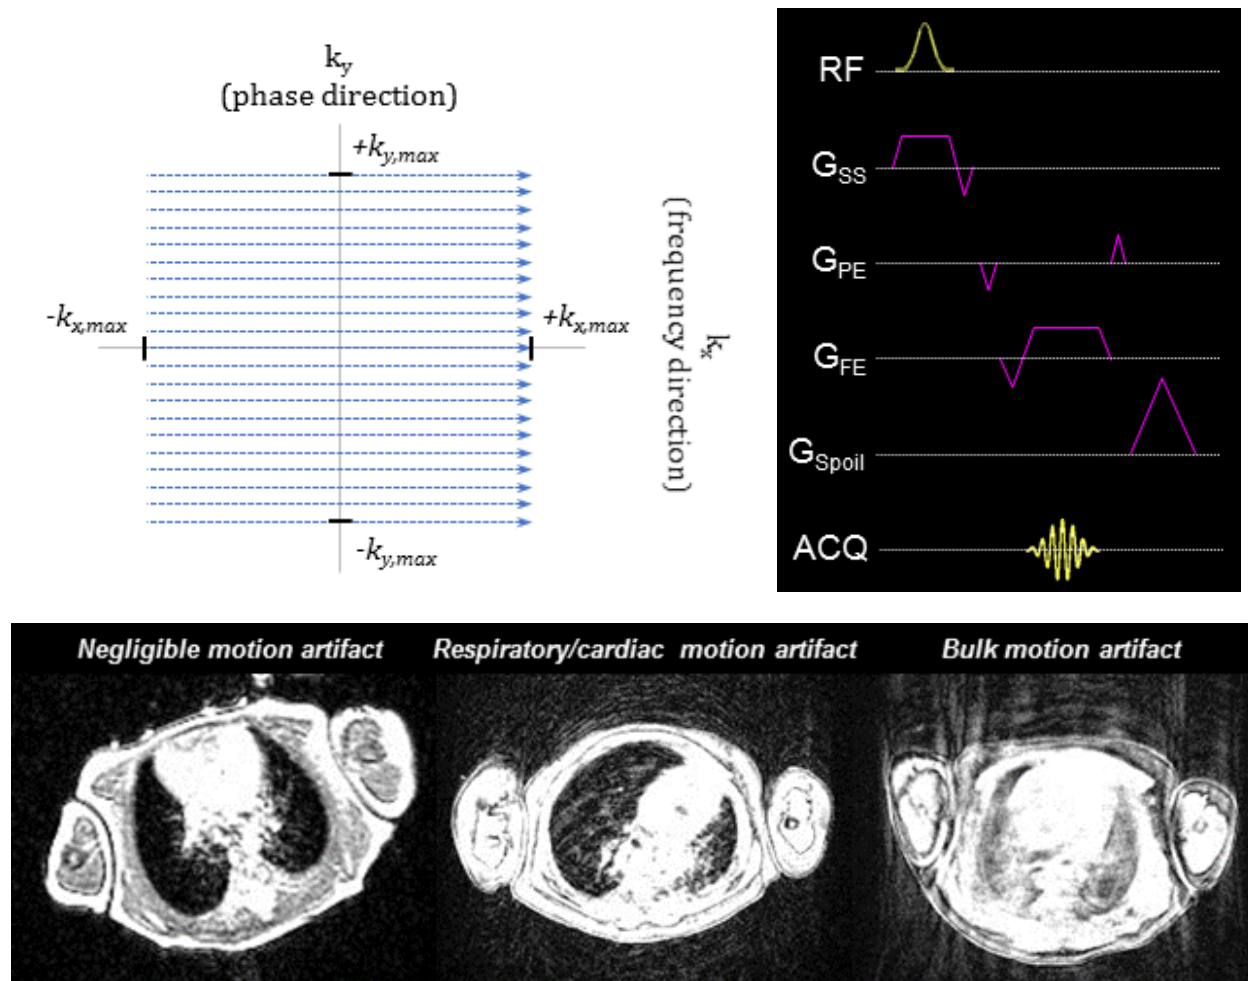 k_y
(phase direction)
+k_y,max
-k_x,max
+k_x,max
k_x
(frequency direction)
-k_y,max
RF
G_SS
G_PE
G_FE
G_Spoil
ACQ
Negligible motion artifact
Respiratory/cardiac motion artifact
Bulk motion artifact